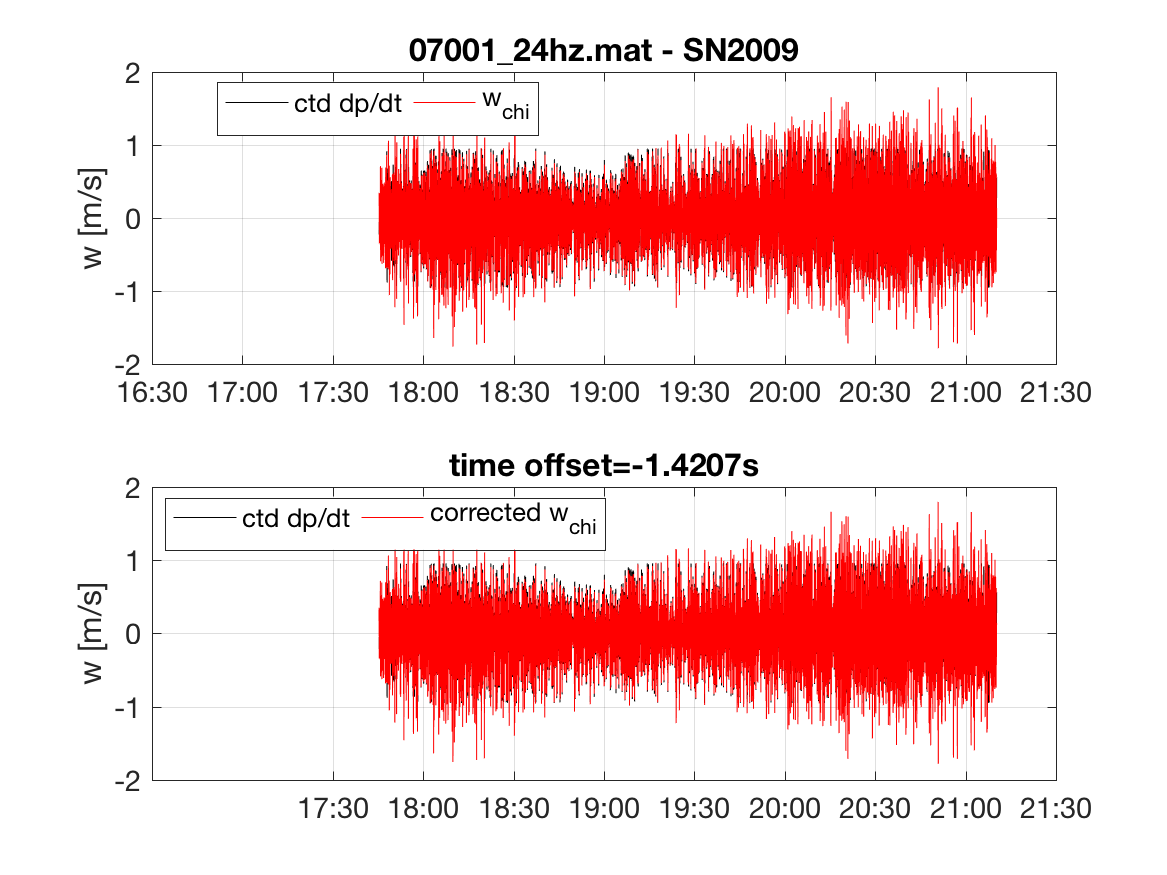 07001_24hz.mat - SN2009
ctd dp/dt w_chi
2
1
0
-1
-2
w [m/s]
16:30 17:00 17:30 18:00 18:30 19:00 19:30 20:00 20:30 21:00 21:30
time offset=-1.4207s
ctd dp/dt corrected w_chi
2
1
0
-1
-2
w [m/s]
17:30 18:00 18:30 19:00 19:30 20:00 20:30 21:00 21:30